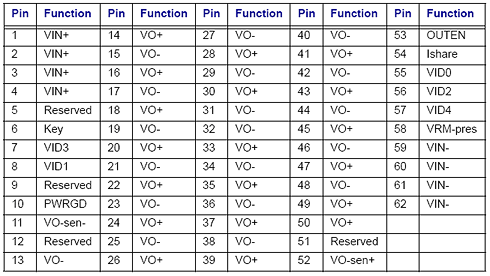 Pin Function Pin Function Pin Function Pin Function Pin Function
1 VIN+ 14 VO+ 27 VO- 40 VO- 53 OUTEN
2 VIN+ 15 VO- 28 VO+ 41 VO+ 54 Ishare
3 VIN+ 16 VO+ 29 VO- 42 VO- 55 VID0
4 VIN+ 17 VO- 30 VO+ 43 VO+ 56 VID2
5 Reserved 18 VO+ 31 VO- 44 VO- 57 VID4
6 Key 19 VO- 32 VO- 45 VO+ 58 VRM-pres
7 VID3 20 VO+ 33 VO+ 46 VO- 59 VIN-
8 VID1 21 VO- 34 VO- 47 VO+ 60 VIN-
9 Reserved 22 VO+ 35 VO+ 48 VO- 61 VIN-
10 PWRGD 23 VO- 36 VO- 49 VO+ 62 VIN-
11 VO-sen- 24 VO+ 37 VO+ 50 VO+
12 Reserved 25 VO- 38 VO- 51 Reserved
13 VO- 26 VO+ 39 VO+ 52 VO-sen+